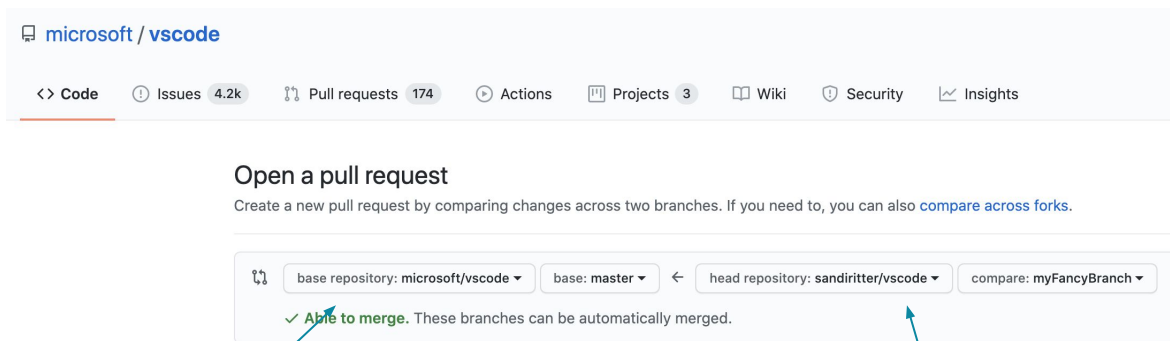 microsoft / vscode
<> Code Issues 4.2k Pull requests 174 Actions Projects 3 Wiki Security Insights
Open a pull request
Create a new pull request by comparing changes across two branches. If you need to, you can also compare across forks.
base repository: microsoft/vscode base: master ← head repository: sandiritter/vscode compare: myFancyBranch
✓ Able to merge. These branches can be automatically merged.